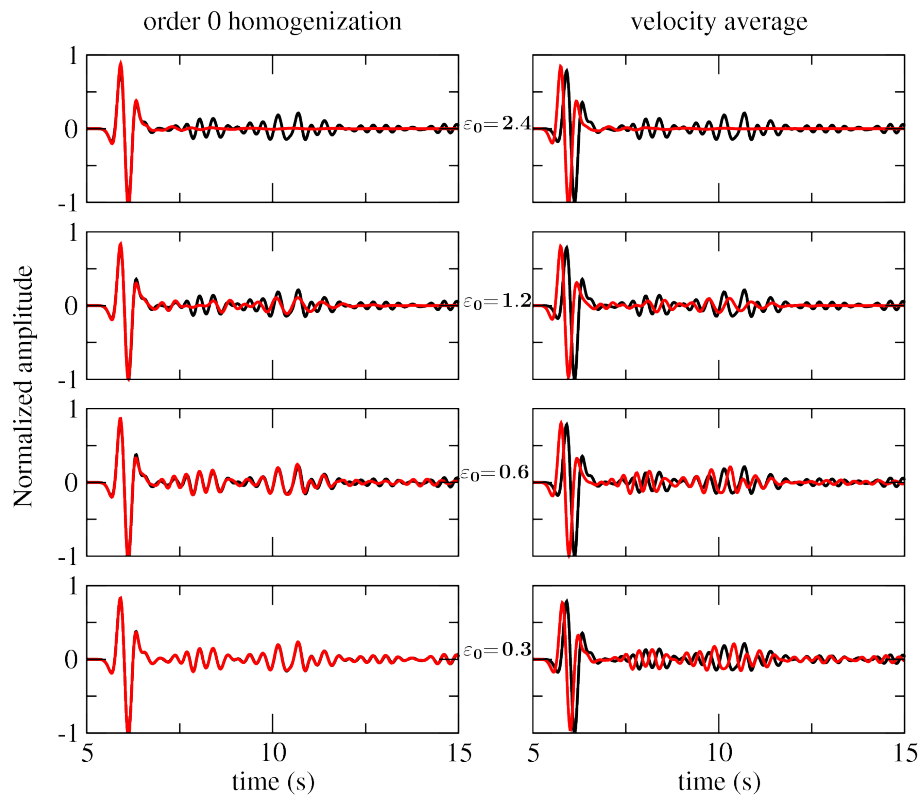 order 0 homogenization
velocity average
Normalized amplitude
1
0
-1
ε₀=2.4
1
0
-1
ε₀=1.2
1
0
-1
ε₀=0.6
1
0
-1
ε₀=0.3
5
10
15
5
10
15
time (s)
time (s)